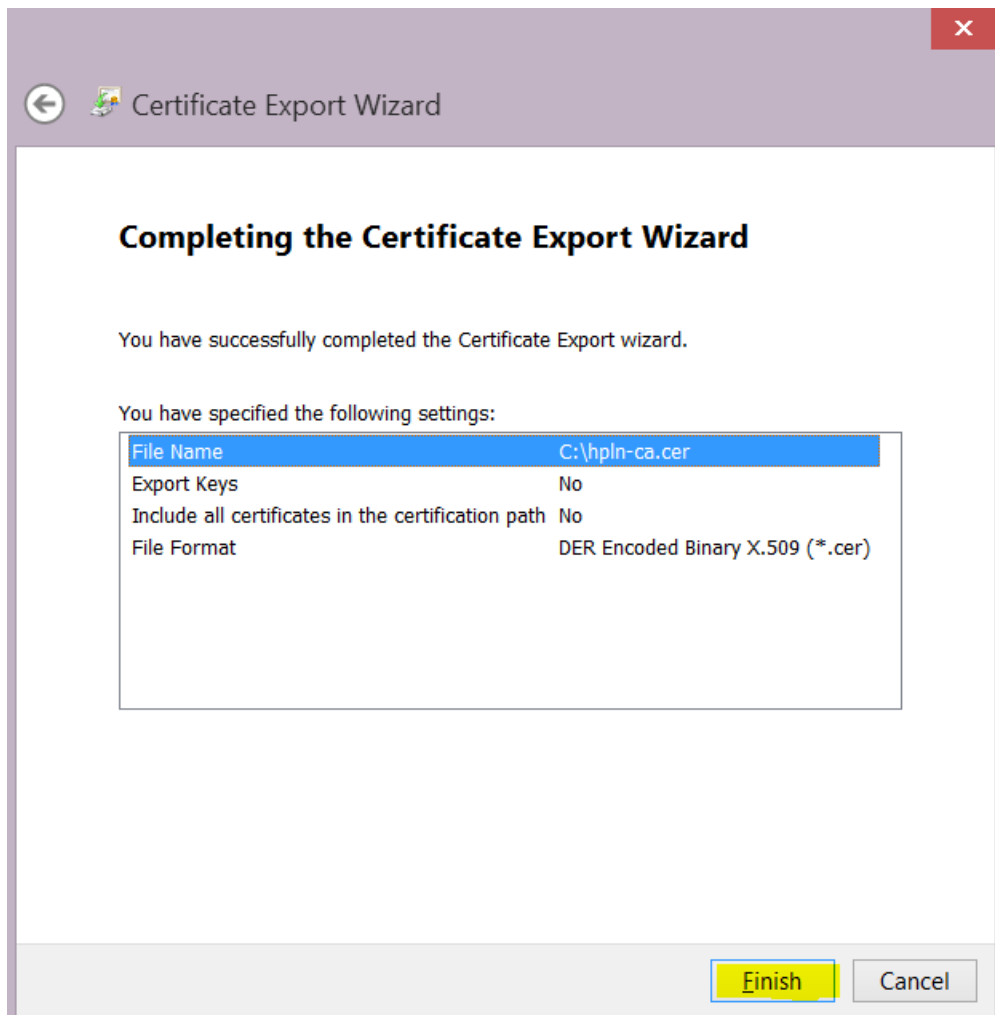 Certificate Export Wizard
Completing the Certificate Export Wizard
You have successfully completed the Certificate Export wizard.
You have specified the following settings:
File Name C:\hpln-ca.cer
Export Keys No
Include all certificates in the certification path No
File Format DER Encoded Binary X.509 (*.cer)
Finish Cancel